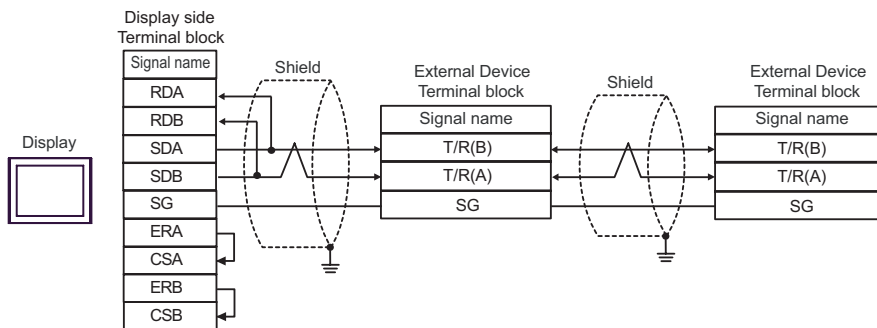 Display side
Terminal block
Signal name
RDA
RDB
SDA
SDB
SG
ERA
CSA
ERB
CSB
Display
Shield
External Device
Terminal block
Signal name
T/R(B)
T/R(A)
SG
Shield
External Device
Terminal block
Signal name
T/R(B)
T/R(A)
SG